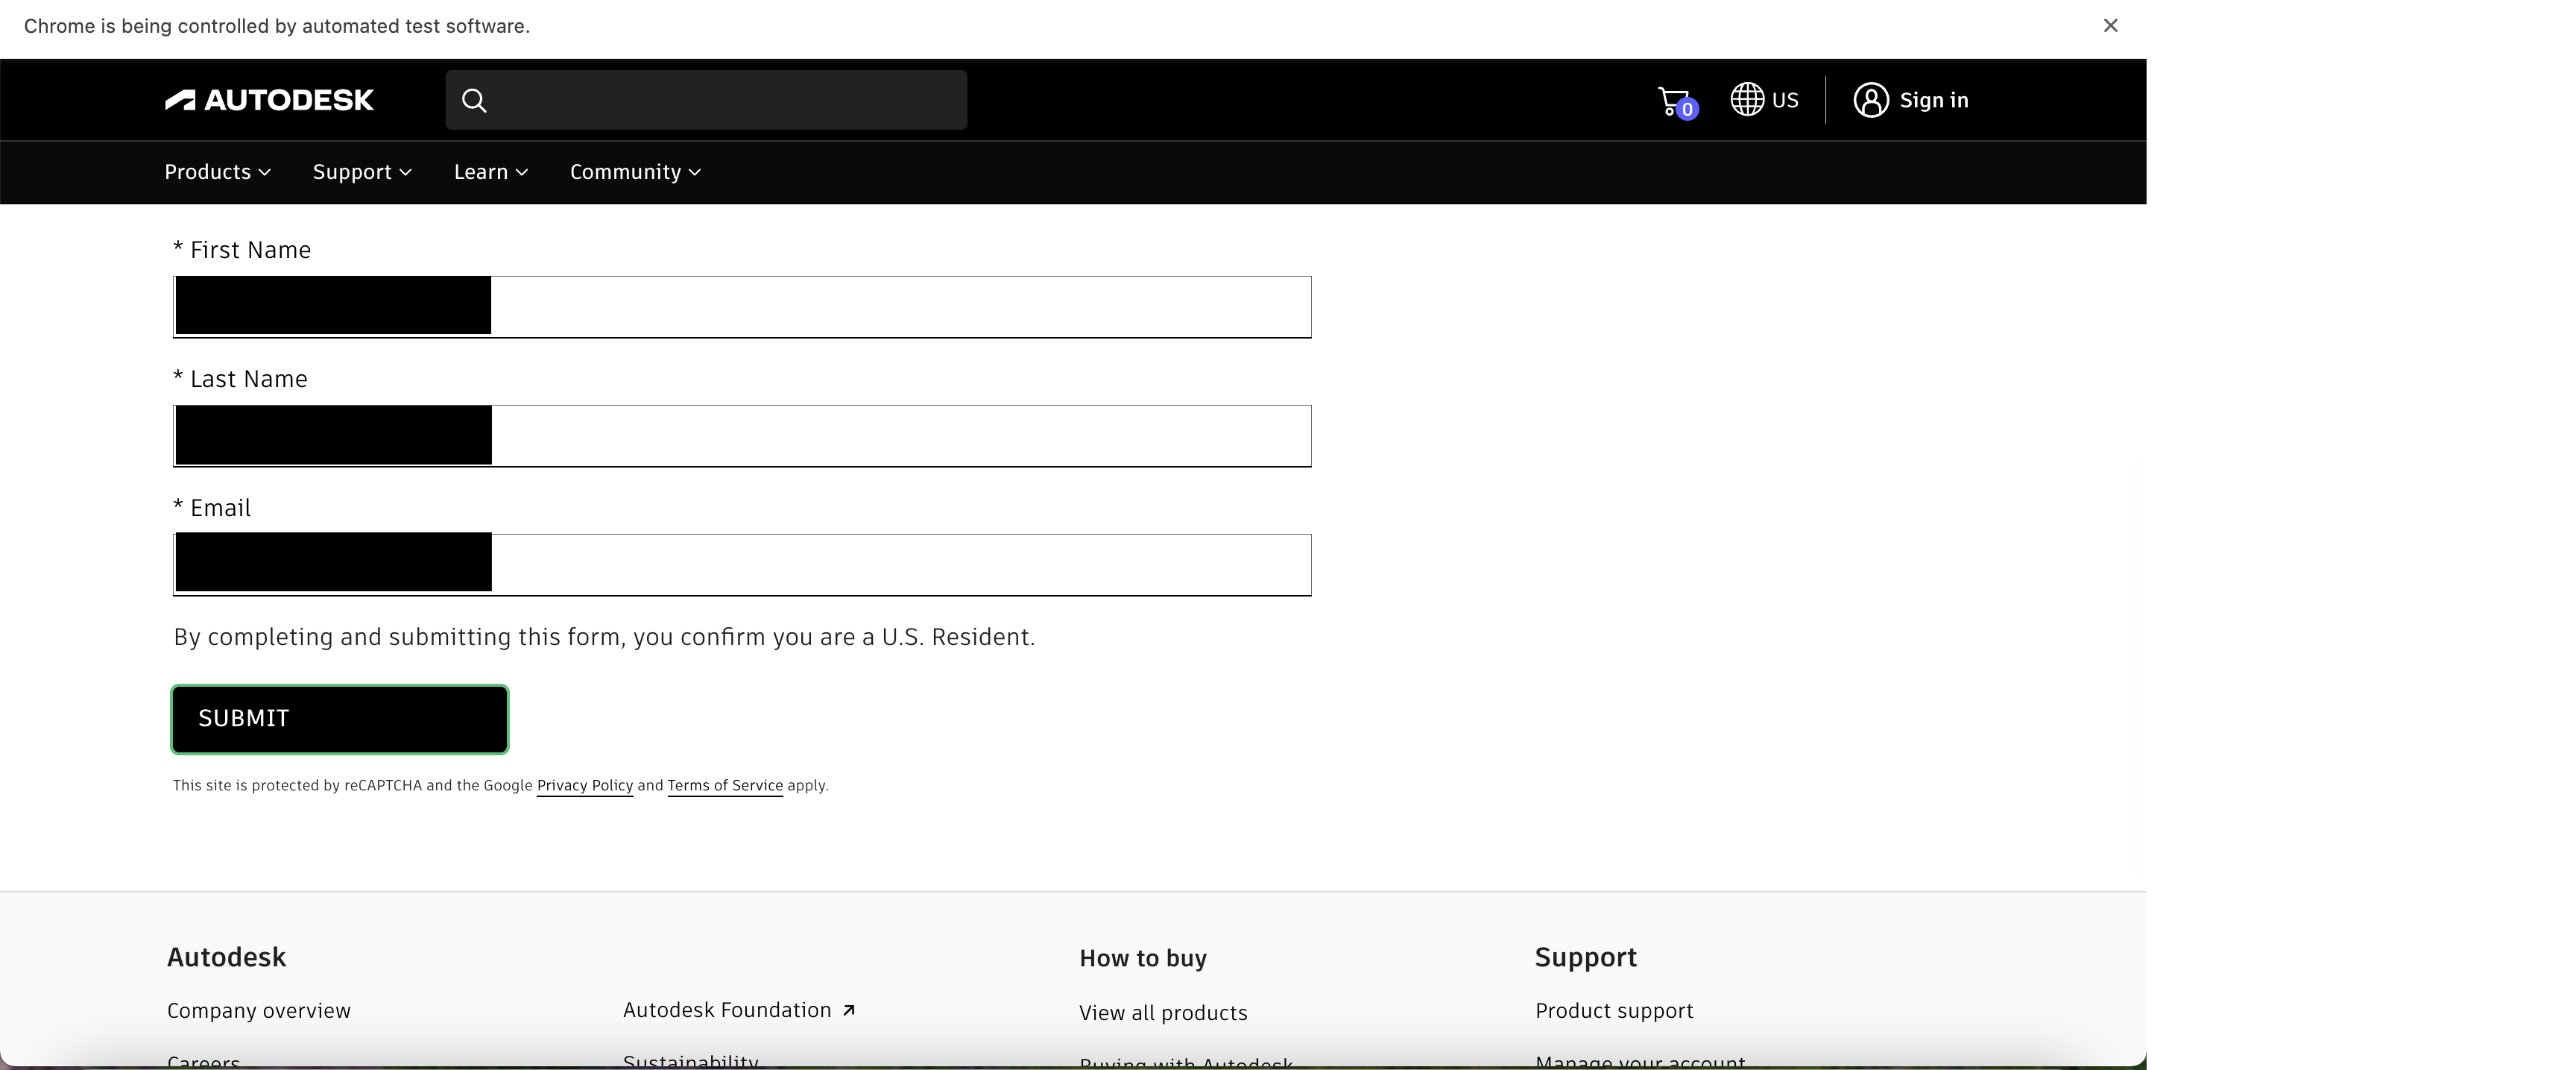 Chrome is being controlled by automated test software.
AUTODESK
0
US
Sign in
Products
Support
Learn
Community
* First Name
* Last Name
* Email
By completing and submitting this form, you confirm you are a U.S. Resident.
SUBMIT
This site is protected by reCAPTCHA and the Google Privacy Policy and Terms of Service apply.
Autodesk
How to buy
Support
Company overview
Autodesk Foundation
View all products
Product support
Careers
Sustainability
Buying with Autodesk
Manage your account